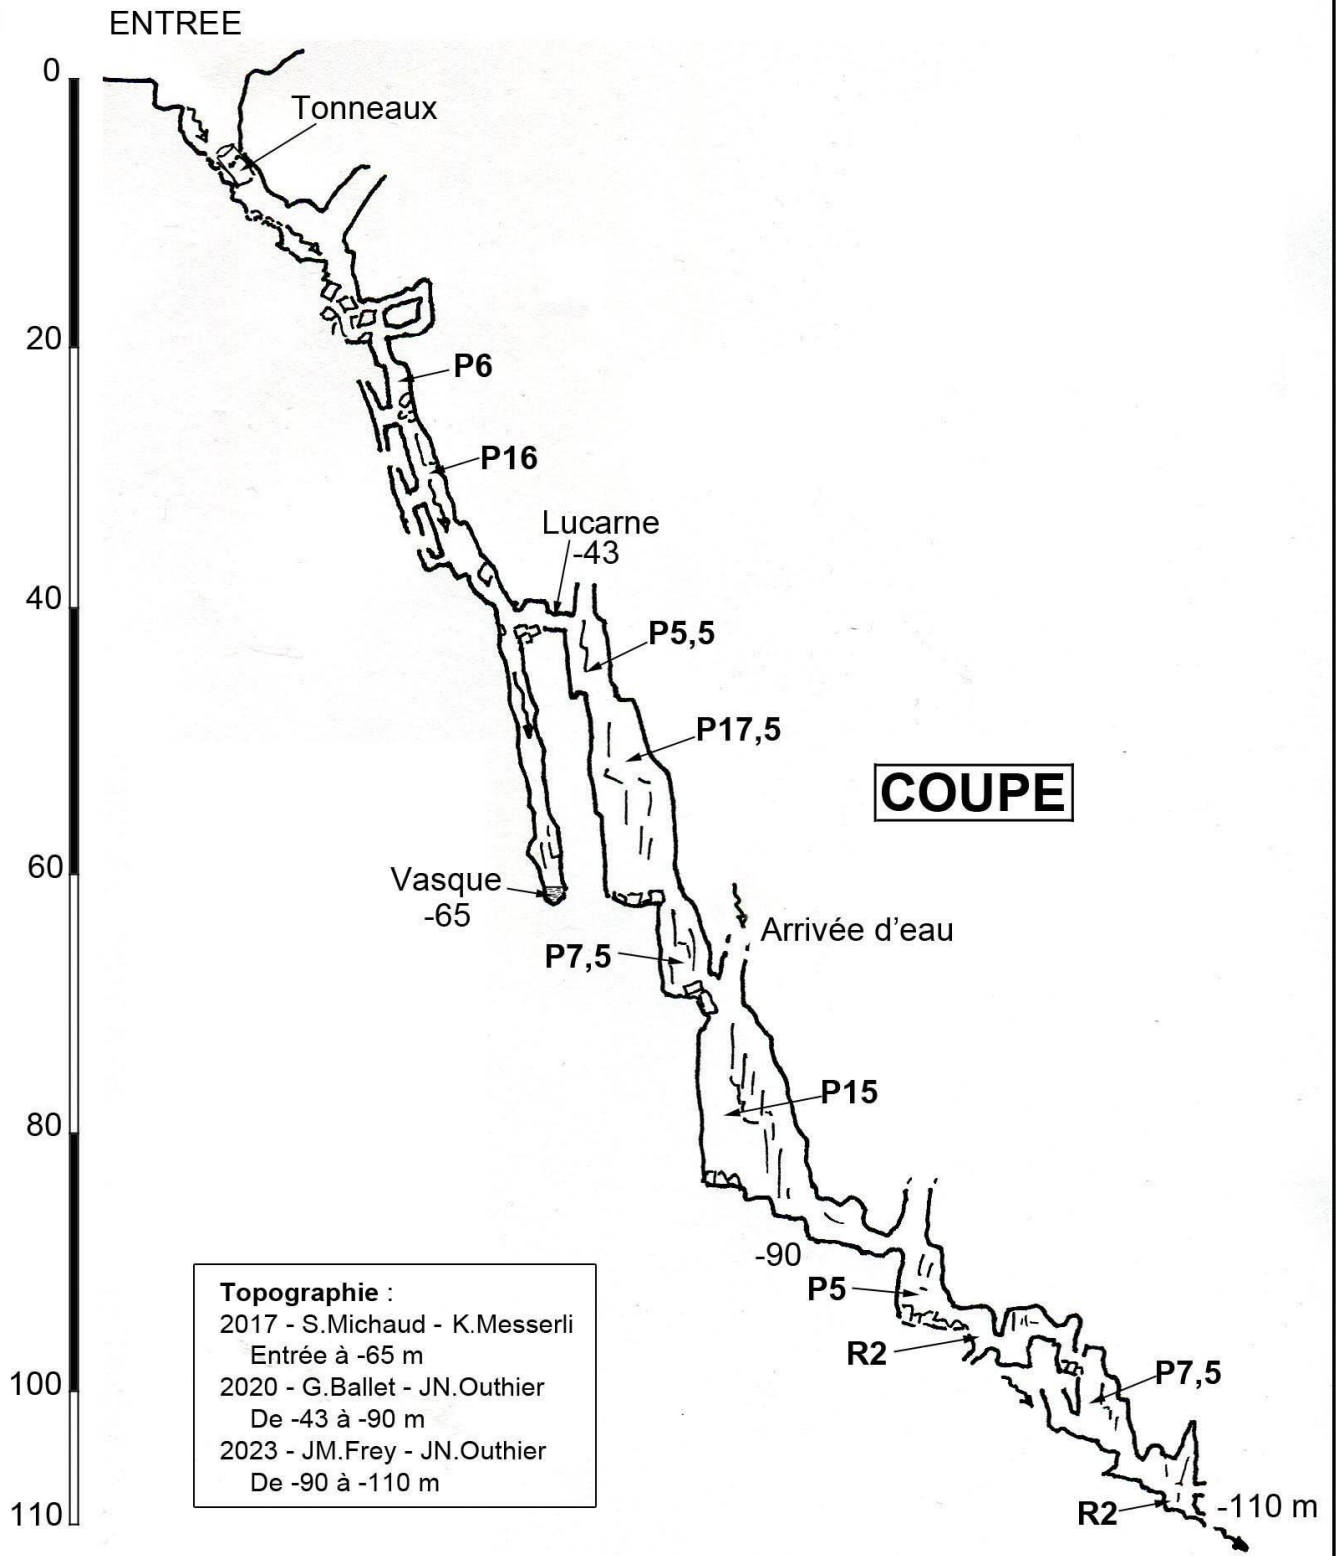 ENTREE
0
Tonneaux
20
P6
P16
Lucarne
-43
40
P5,5
P17,5
COUPE
60
Vasque
-65
Arrivée d'eau
P7,5
P15
80
-90
P5
R2
P7,5
100
R2
-110 m
110
Topographie :
2017 - S.Michaud - K.Messerli
Entrée à -65 m
2020 - G.Ballet - JN.Outhier
De -43 à -90 m
2023 - JM.Frey - JN.Outhier
De -90 à -110 m